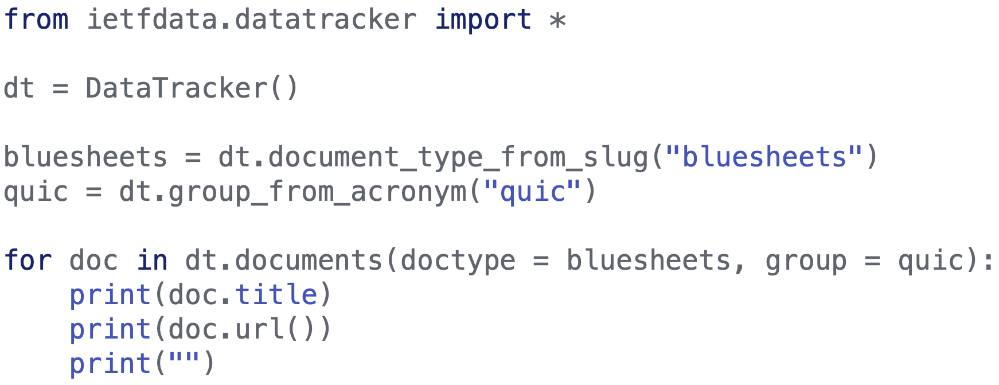 from ietfdata.datatracker import *
dt = DataTracker()
bluesheets = dt.document_type_from_slug("bluesheets")
quic = dt.group_from_acronym("quic")
for doc in dt.documents(doctype = bluesheets, group = quic):
    print(doc.title)
    print(doc.url())
    print("")